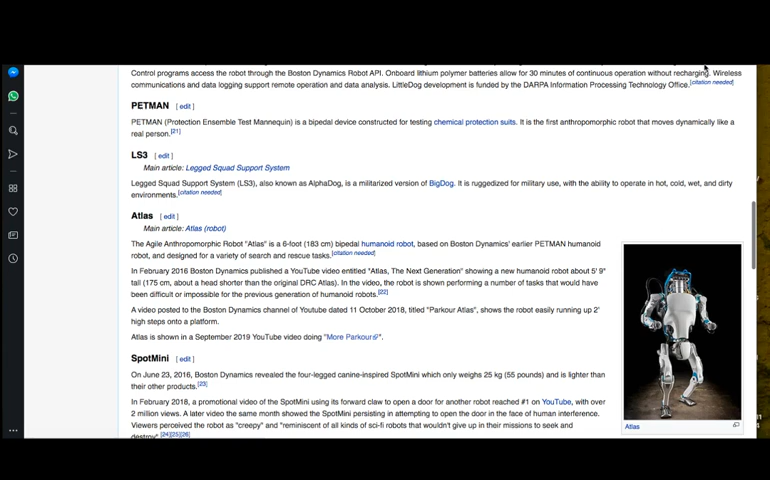 Control programs access the robot through the Boston Dynamics Robot API. Onboard lithium polymer batteries allow for 30 minutes of continuous operation without recharging. Wireless
communications and data logging support remote operation and data analysis. LittleDog development is funded by the DARPA Information Processing Technology Office.[citation needed]
PETMAN [ edit ]
PETMAN (Protection Ensemble Test Mannequin) is a bipedal device constructed for testing chemical protection suits. It is the first anthropomorphic robot that moves dynamically like a
real person.[21]
LS3 [ edit ]
Main article: Legged Squad Support System
Legged Squad Support System (LS3), also known as AlphaDog, is a militarized version of BigDog. It is ruggedized for military use, with the ability to operate in hot, cold, wet, and dirty
environments.[citation needed]
Atlas [ edit ]
Main article: Atlas (robot)
The Agile Anthropomorphic Robot "Atlas" is a 6-foot (183 cm) bipedal humanoid robot, based on Boston Dynamics' earlier PETMAN humanoid
robot, and designed for a variety of search and rescue tasks.[citation needed]
In February 2016 Boston Dynamics published a YouTube video entitled "Atlas, The Next Generation" showing a new humanoid robot about 5' 9"
tall (175 cm, about a head shorter than the original DRC Atlas). In the video, the robot is shown performing a number of tasks that would have
been difficult or impossible for the previous generation of humanoid robots.[22]
A video posted to the Boston Dynamics channel of Youtube dated 11 October 2018, titled "Parkour Atlas", shows the robot easily running up 2'
high steps onto a platform.
Atlas is shown in a September 2019 YouTube video doing "More Parkour".
SpotMini [ edit ]
On June 23, 2016, Boston Dynamics revealed the four-legged canine-inspired SpotMini which only weighs 25 kg (55 pounds) and is lighter than
their other products.[23]
In February 2018, a promotional video of the SpotMini using its forward claw to open a door for another robot reached #1 on YouTube, with over
2 million views. A later video the same month showed the SpotMini persisting in attempting to open the door in the face of human interference.
Viewers perceived the robot as "creepy" and "reminiscent of all kinds of sci-fi robots that wouldn't give up in their missions to seek and
destroy".[24][25][26]
Atlas